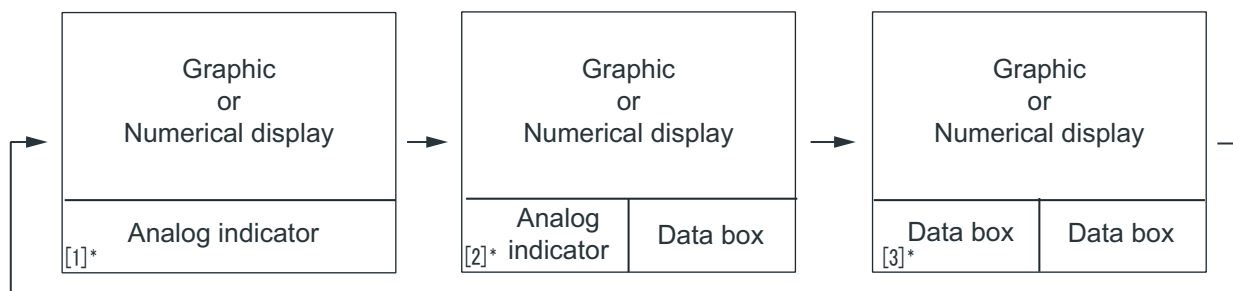 Graphic
or
Numerical display
Analog indicator
[1]*
Graphic
or
Numerical display
Analog
indicator
[2]*
Data box
Graphic
or
Numerical display
Data box
[3]*
Data box